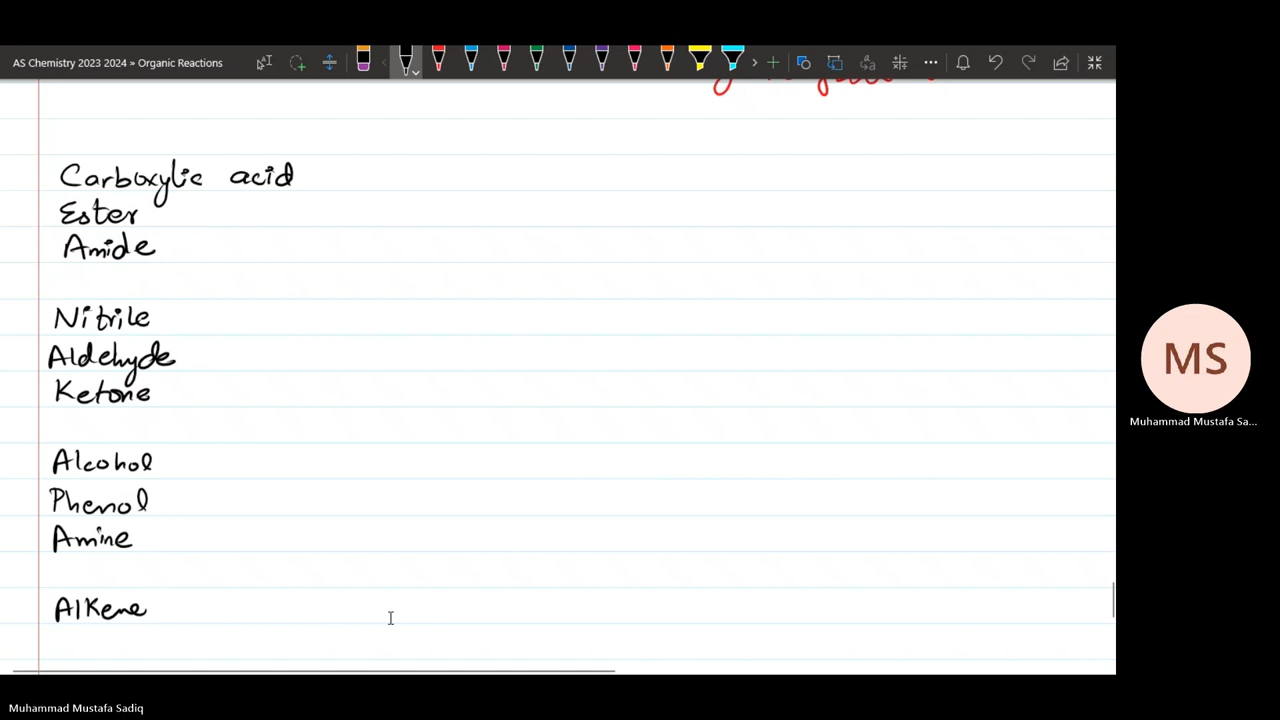 AS Chemistry 2023 2024 » Organic Reactions
Carboxylic acid
Ester
Amide
Nitrile
Aldehyde
Ketone
Alcohol
Phenol
Amine
Alkene
MS
Muhammad Mustafa Sa...
Muhammad Mustafa Sadiq